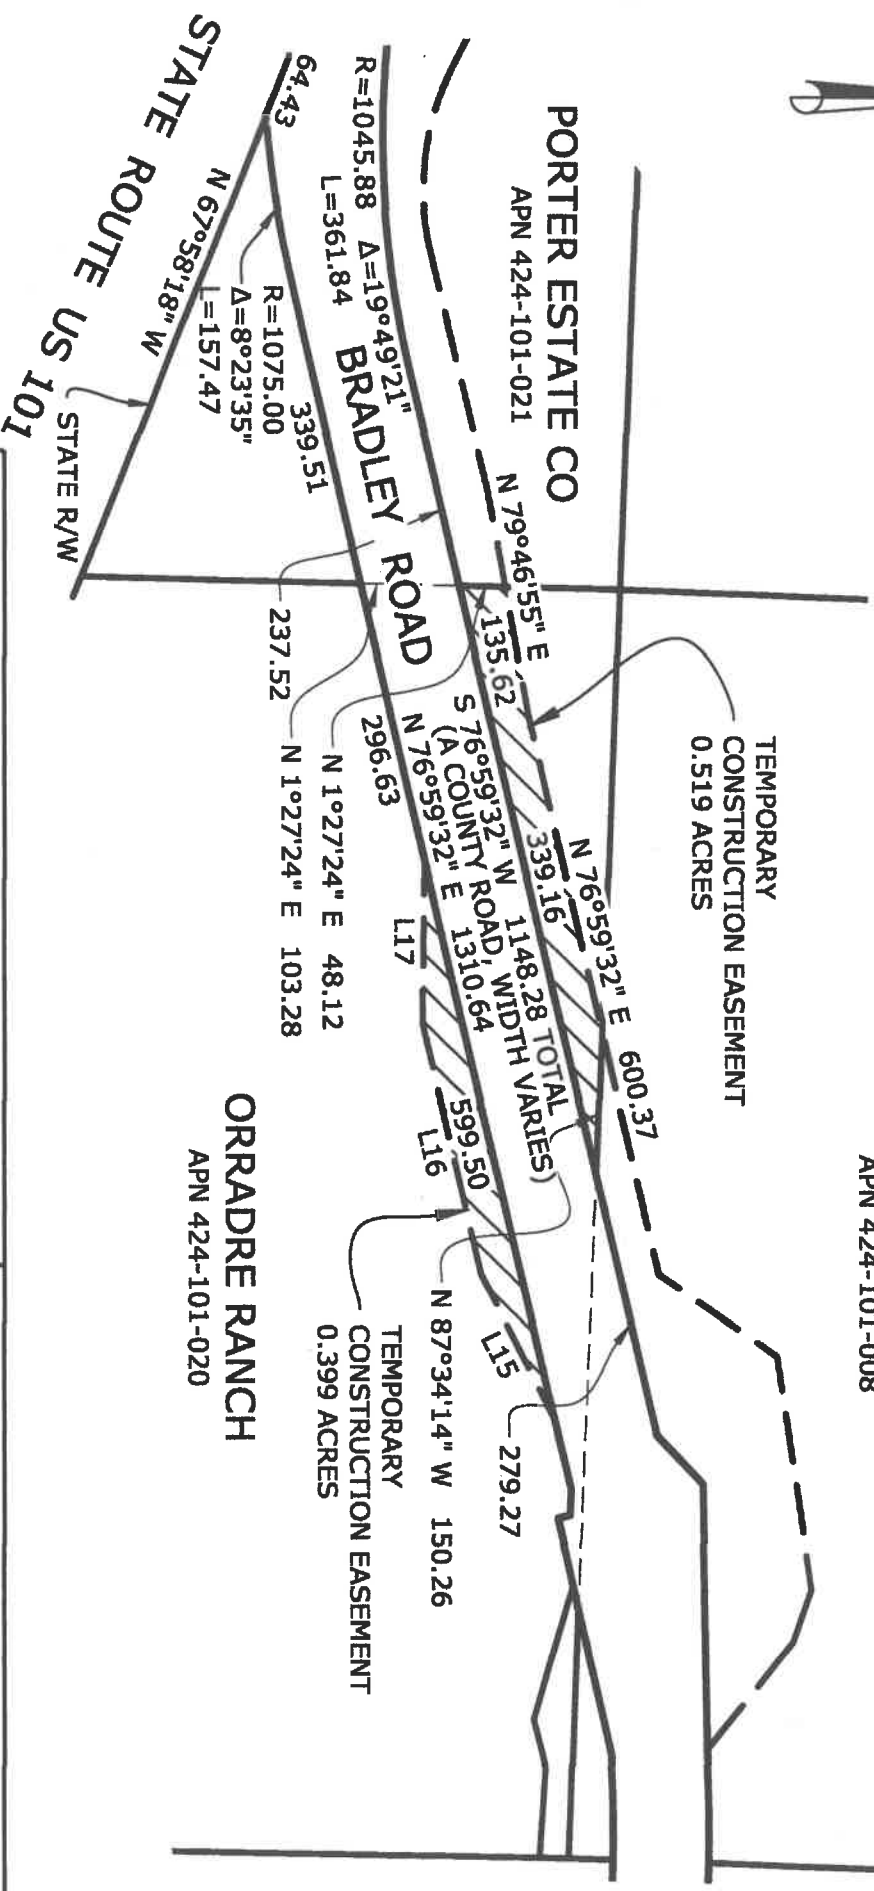 APN 424-101-008
PORTER ESTATE CO
APN 424-101-021
TEMPORARY
CONSTRUCTION EASEMENT
0.519 ACRES
N 79°46'55" E
135.62
N 76°59'32" E 600.37
339.16
R=1045.88 Δ=19°49'21"
L=361.84
BRADLEY ROAD
S 76°59'32" W 1148.28 TOTAL
(A COUNTY ROAD, WIDTH VARIES)
N 76°59'32" E 1310.64
64.43
R=1075.00
Δ=8°23'35"
L=157.47
339.51
296.63
599.50
L17
L16
L15
279.27
237.52
N 1°27'24" E 48.12
N 1°27'24" E 103.28
N 87°34'14" W 150.26
TEMPORARY
CONSTRUCTION EASEMENT
0.399 ACRES
ORRADRE RANCH
APN 424-101-020
N 67°58'18" W
STATE R/W
STATE ROUTE US 101